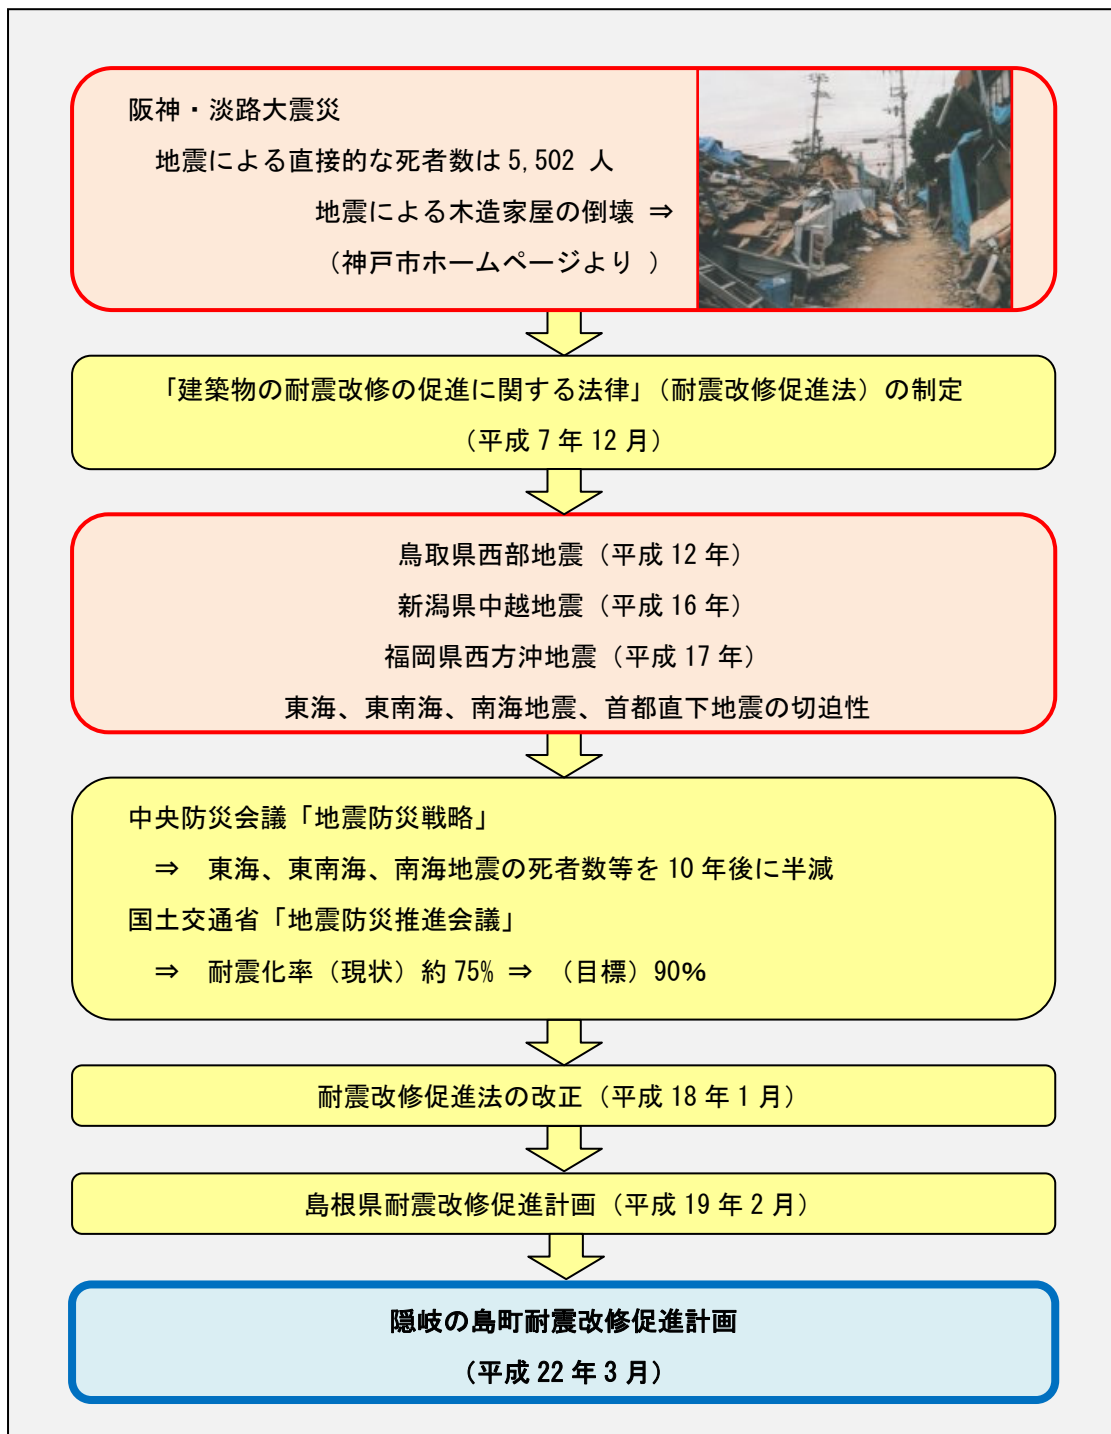 阪神・淡路大震災
地震による直接的な死者数は 5,502 人
地震による木造家屋の倒壊 ⇒
（神戸市ホームページより ）
「建築物の耐震改修の促進に関する法律」（耐震改修促進法）の制定
（平成 7 年 12 月）
鳥取県西部地震（平成 12 年）
新潟県中越地震（平成 16 年）
福岡県西方沖地震（平成 17 年）
東海、東南海、南海地震、首都直下地震の切迫性
中央防災会議「地震防災戦略」
⇒ 東海、東南海、南海地震の死者数等を 10 年後に半減
国土交通省「地震防災推進会議」
⇒ 耐震化率（現状）約 75% ⇒ （目標）90％
耐震改修促進法の改正（平成 18 年 1 月）
島根県耐震改修促進計画（平成 19 年 2 月）
隠岐の島町耐震改修促進計画
（平成 22 年 3 月）